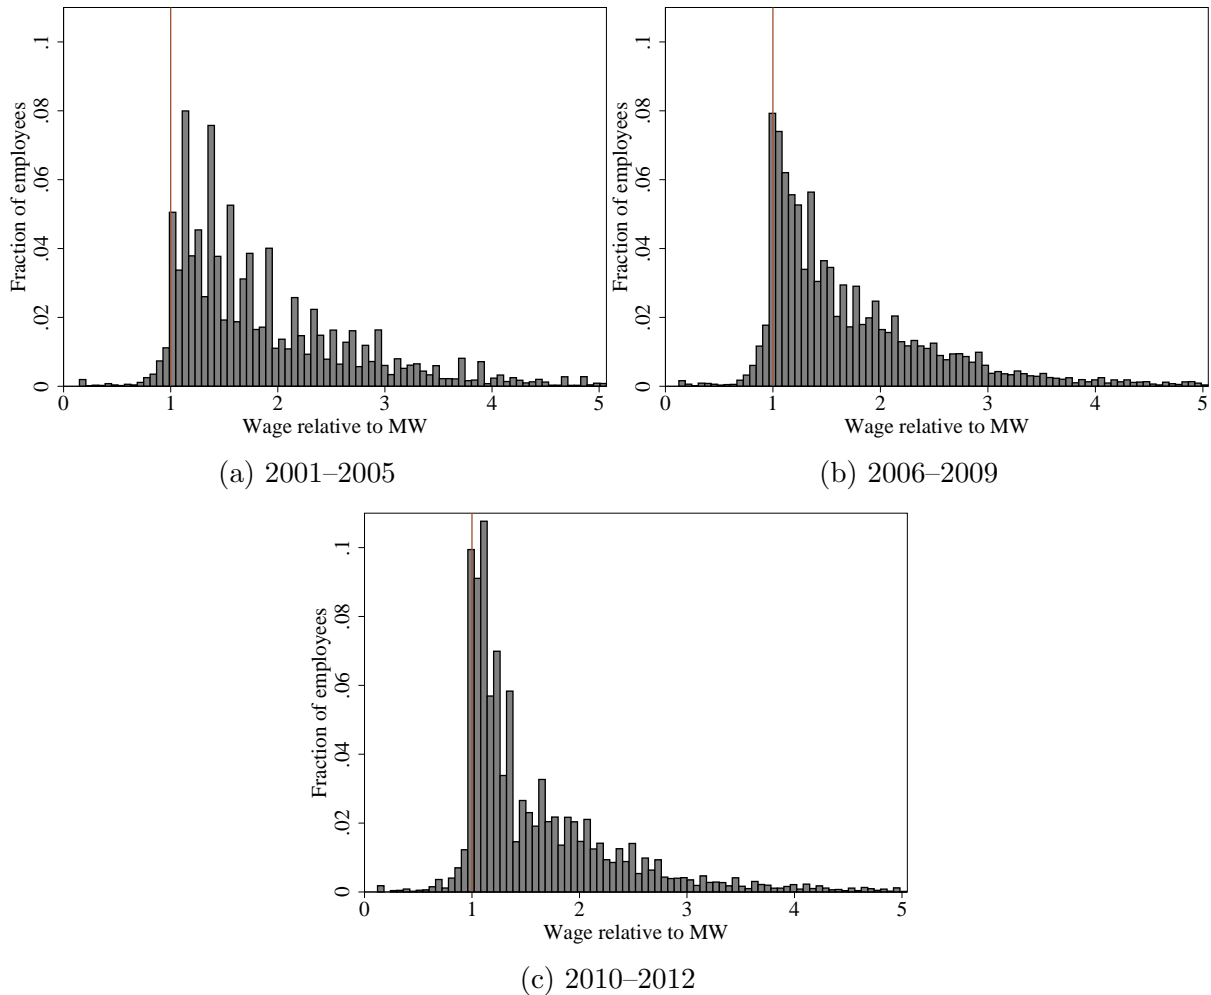 .1
.08
.06
.04
.02
0
Fraction of employees
0 1 2 3 4 5
Wage relative to MW
(a) 2001–2005
.1
.08
.06
.04
.02
0
Fraction of employees
0 1 2 3 4 5
Wage relative to MW
(b) 2006–2009
.1
.08
.06
.04
.02
0
Fraction of employees
0 1 2 3 4 5
Wage relative to MW
(c) 2010–2012